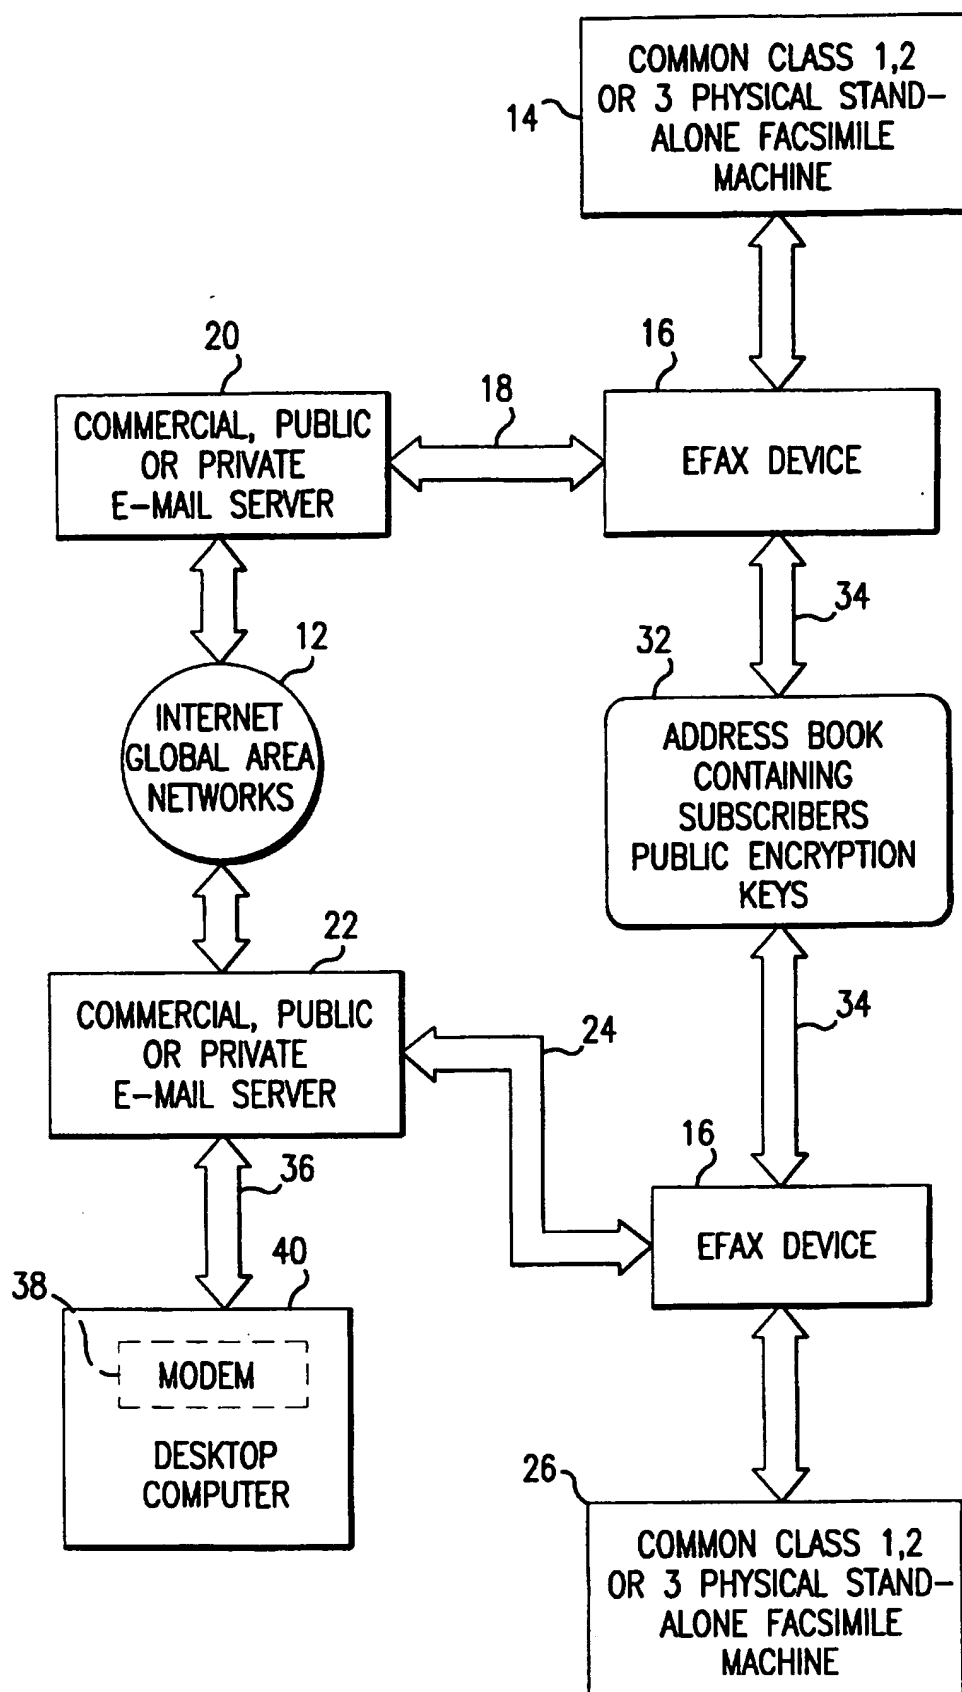 COMMON CLASS 1,2
OR 3 PHYSICAL STAND-
ALONE FACSIMILE
MACHINE
14
20
16
18
COMMERCIAL, PUBLIC
OR PRIVATE
E-MAIL SERVER
EFAX DEVICE
34
12
32
INTERNET
GLOBAL AREA
NETWORKS
ADDRESS BOOK
CONTAINING
SUBSCRIBERS
PUBLIC ENCRYPTION
KEYS
22
COMMERCIAL, PUBLIC
OR PRIVATE
E-MAIL SERVER
24
34
16
36
EFAX DEVICE
40
38
MODEM
DESKTOP
COMPUTER
26
COMMON CLASS 1,2
OR 3 PHYSICAL STAND-
ALONE FACSIMILE
MACHINE